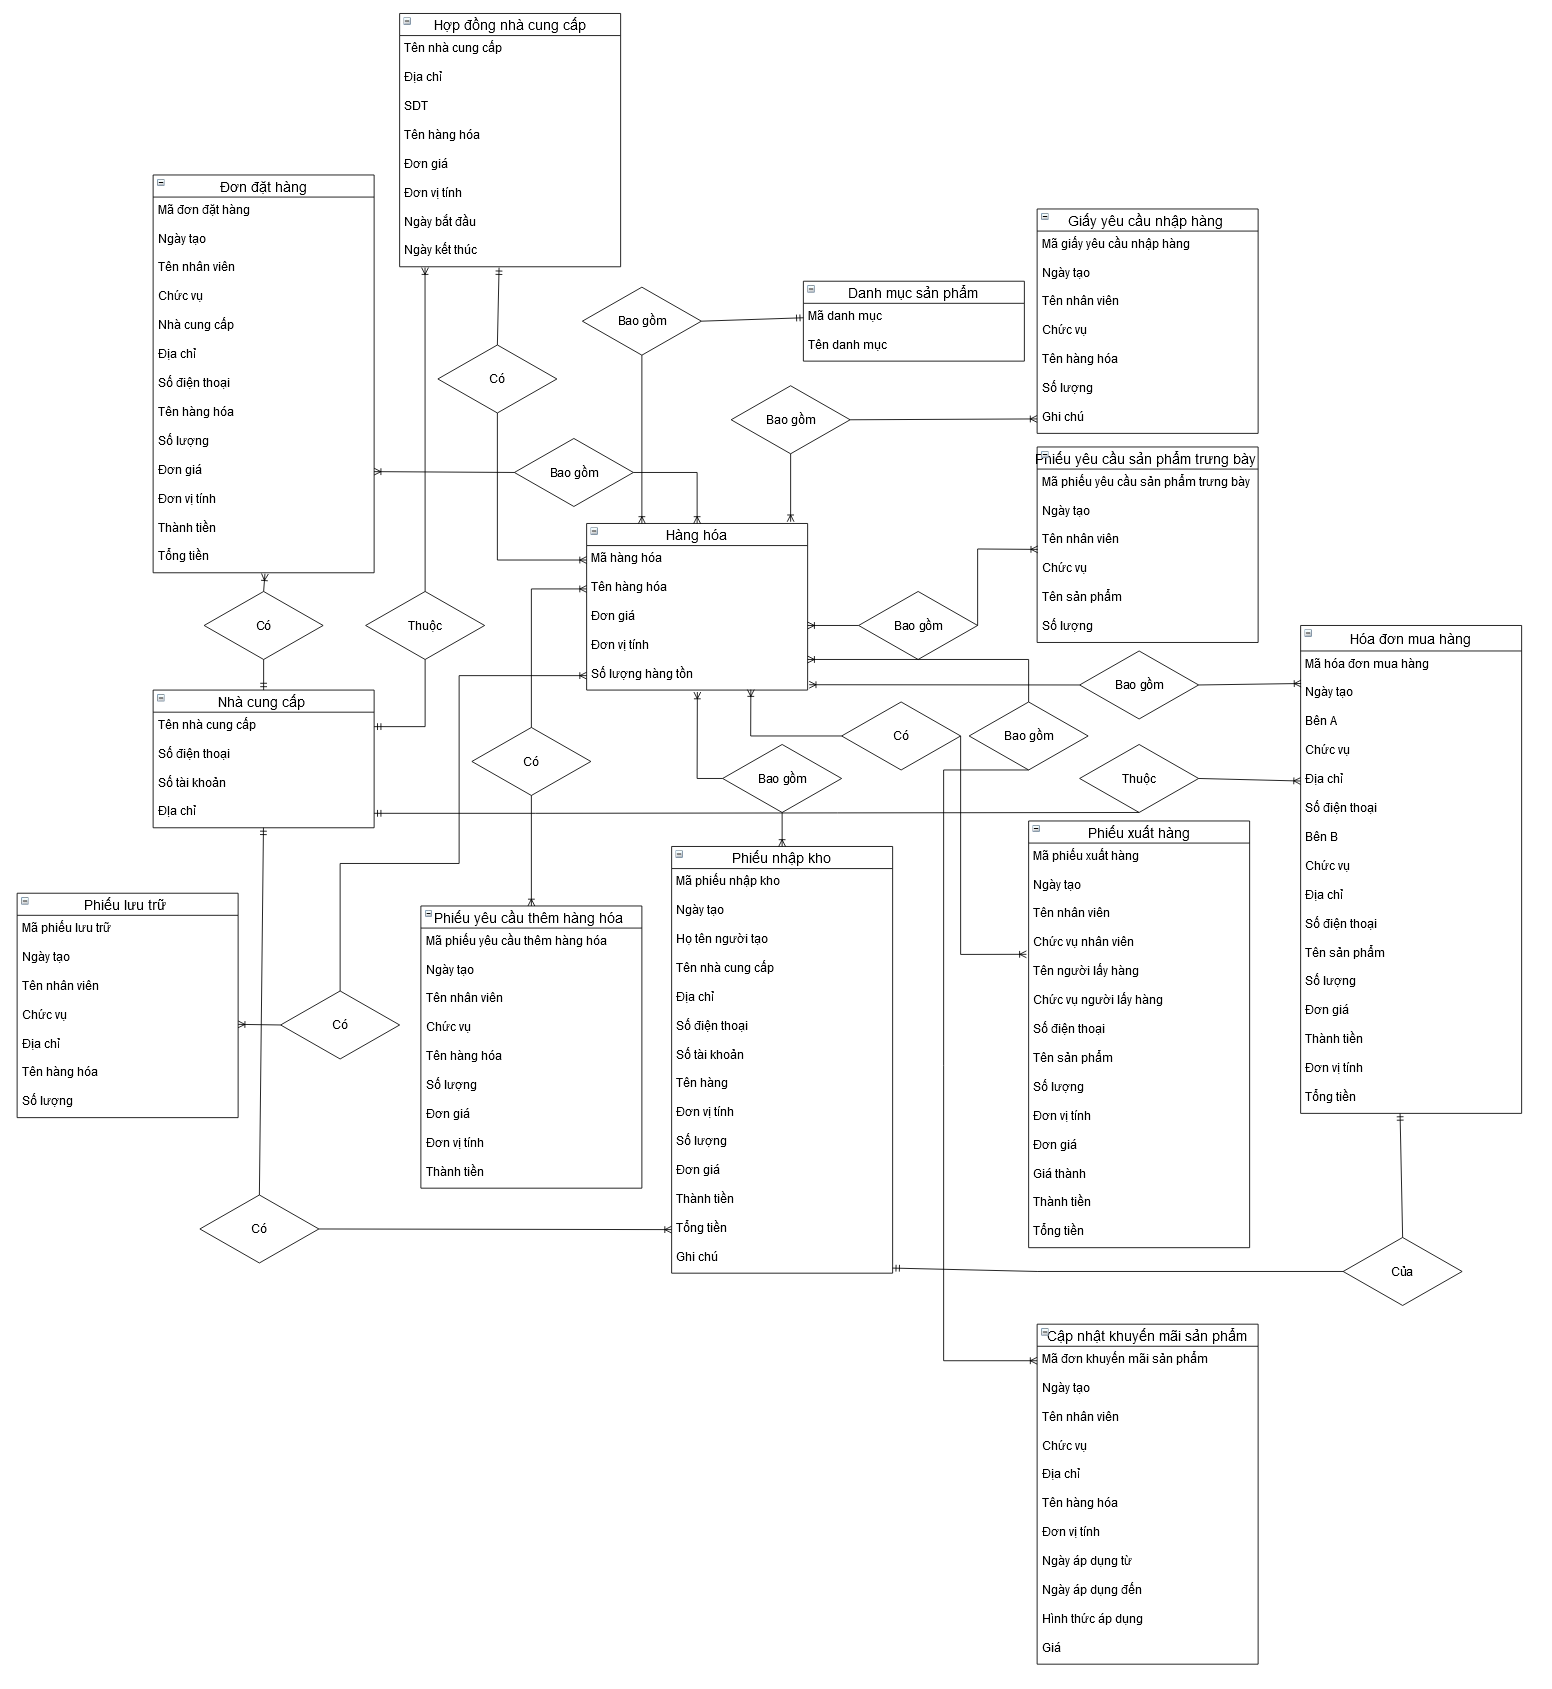 Hợp đồng nhà cung cấp
Tên nhà cung cấp
Địa chỉ
SDT
Tên hàng hóa
Đơn giá
Đơn vị tính
Ngày bắt đầu
Ngày kết thúc
Đơn đặt hàng
Mã đơn đặt hàng
Ngày tạo
Tên nhân viên
Chức vụ
Nhà cung cấp
Địa chỉ
Số điện thoại
Tên hàng hóa
Số lượng
Đơn giá
Đơn vị tính
Thành tiền
Tổng tiền
Giấy yêu cầu nhập hàng
Mã giấy yêu cầu nhập hàng
Ngày tạo
Tên nhân viên
Chức vụ
Tên hàng hóa
Số lượng
Ghi chú
Danh mục sản phẩm
Mã danh mục
Tên danh mục
Bao gồm
Có
Bao gồm
Bao gồm
Phiếu yêu cầu sản phẩm trưng bày
Mã phiếu yêu cầu sản phẩm trưng bày
Ngày tạo
Tên nhân viên
Chức vụ
Tên sản phẩm
Số lượng
Hàng hóa
Mã hàng hóa
Tên hàng hóa
Đơn giá
Đơn vị tính
Số lượng hàng tồn
Có
Thuộc
Bao gồm
Nhà cung cấp
Tên nhà cung cấp
Số điện thoại
Số tài khoản
ĐỊa chỉ
Hóa đơn mua hàng
Mã hóa đơn mua hàng
Ngày tạo
Bên A
Chức vụ
Địa chỉ
Số điện thoại
Bên B
Chức vụ
Địa chỉ
Số điện thoại
Tên sản phẩm
Số lượng
Đơn giá
Thành tiền
Đơn vị tính
Tổng tiền
Bao gồm
Có
Bao gồm
Có
Bao gồm
Thuộc
Phiếu xuất hàng
Mã phiếu xuất hàng
Ngày tạo
Tên nhân viên
Chức vụ nhân viên
Tên người lấy hàng
Chức vụ người lấy hàng
Số điện thoại
Tên sản phẩm
Số lượng
Đơn vị tính
Đơn giá
Giá thành
Thành tiền
Tổng tiền
Phiếu nhập kho
Mã phiếu nhập kho
Ngày tạo
Họ tên người tạo
Tên nhà cung cấp
Địa chỉ
Số điện thoại
Số tài khoản
Tên hàng
Đơn vị tính
Số lượng
Đơn giá
Thành tiền
Tổng tiền
Ghi chú
Phiếu lưu trữ
Mã phiếu lưu trữ
Ngày tạo
Tên nhân viên
Chức vụ
Địa chỉ
Tên hàng hóa
Số lượng
Phiếu yêu cầu thêm hàng hóa
Mã phiếu yêu cầu thêm hàng hóa
Ngày tạo
Tên nhân viên
Chức vụ
Tên hàng hóa
Số lượng
Đơn giá
Đơn vị tính
Thành tiền
Có
Có
Của
Cập nhật khuyến mãi sản phẩm
Mã đơn khuyến mãi sản phẩm
Ngày tạo
Tên nhân viên
Chức vụ
Địa chỉ
Tên hàng hóa
Đơn vị tính
Ngày áp dụng từ
Ngày áp dụng đến
Hình thức áp dụng
Giá